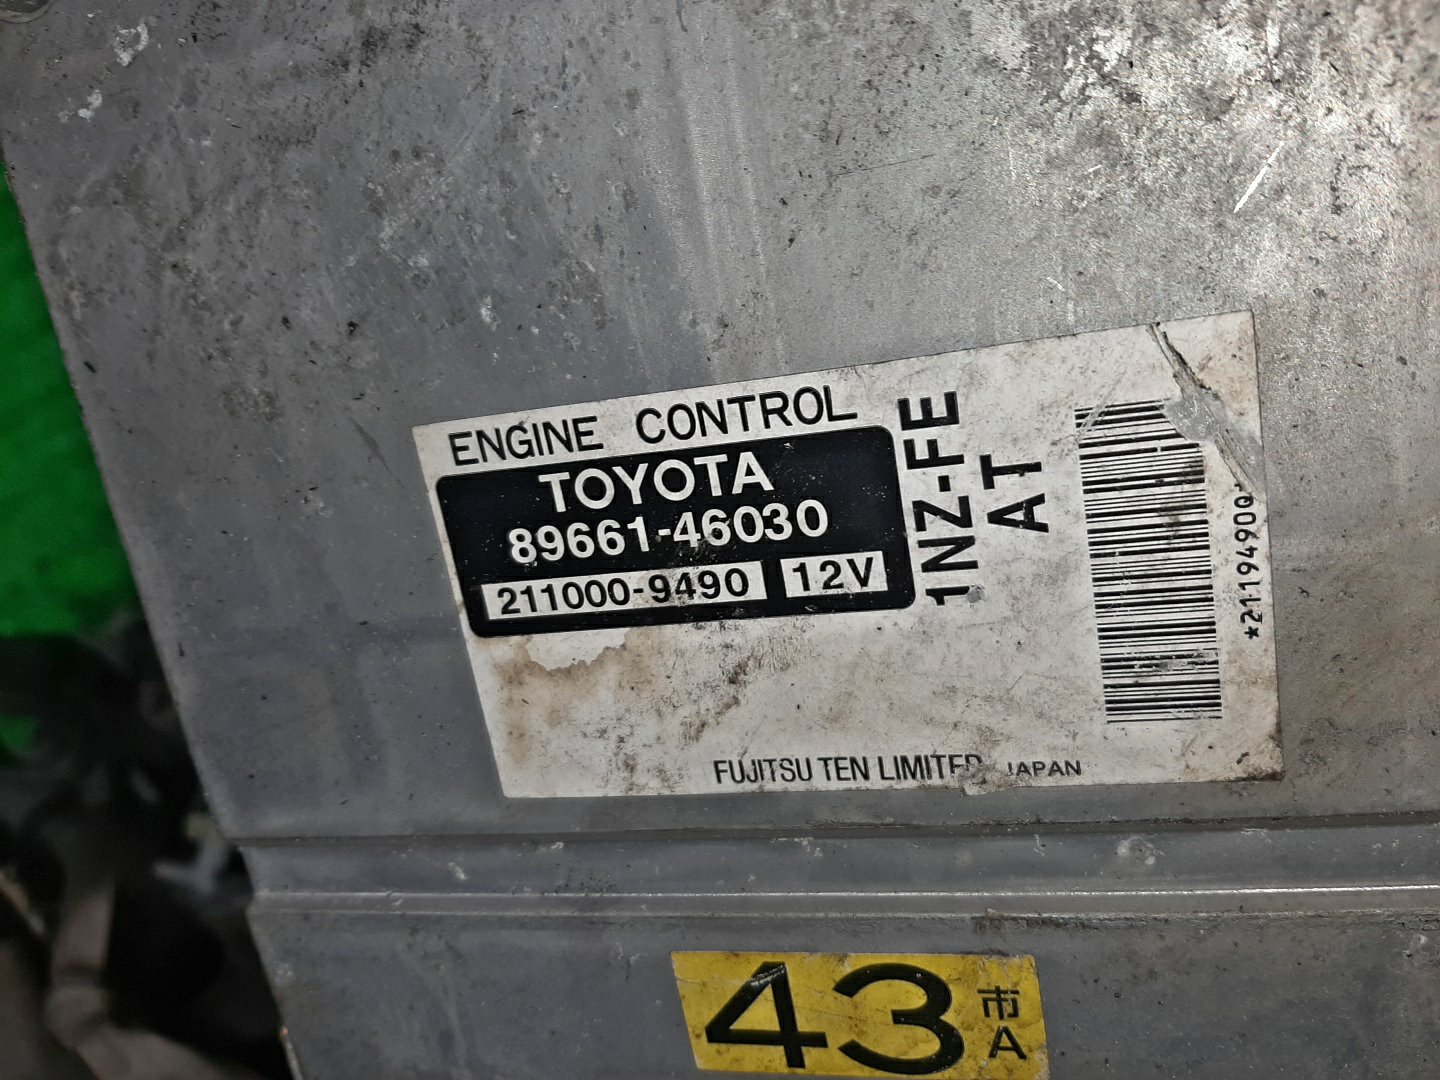 ENGINE CONTROL
TOYOTA
89661-46030
211000-9490 12V
1NZ-FE
AT
*21194900
FUJITSU TEN LIMITED JAPAN
43 市
A